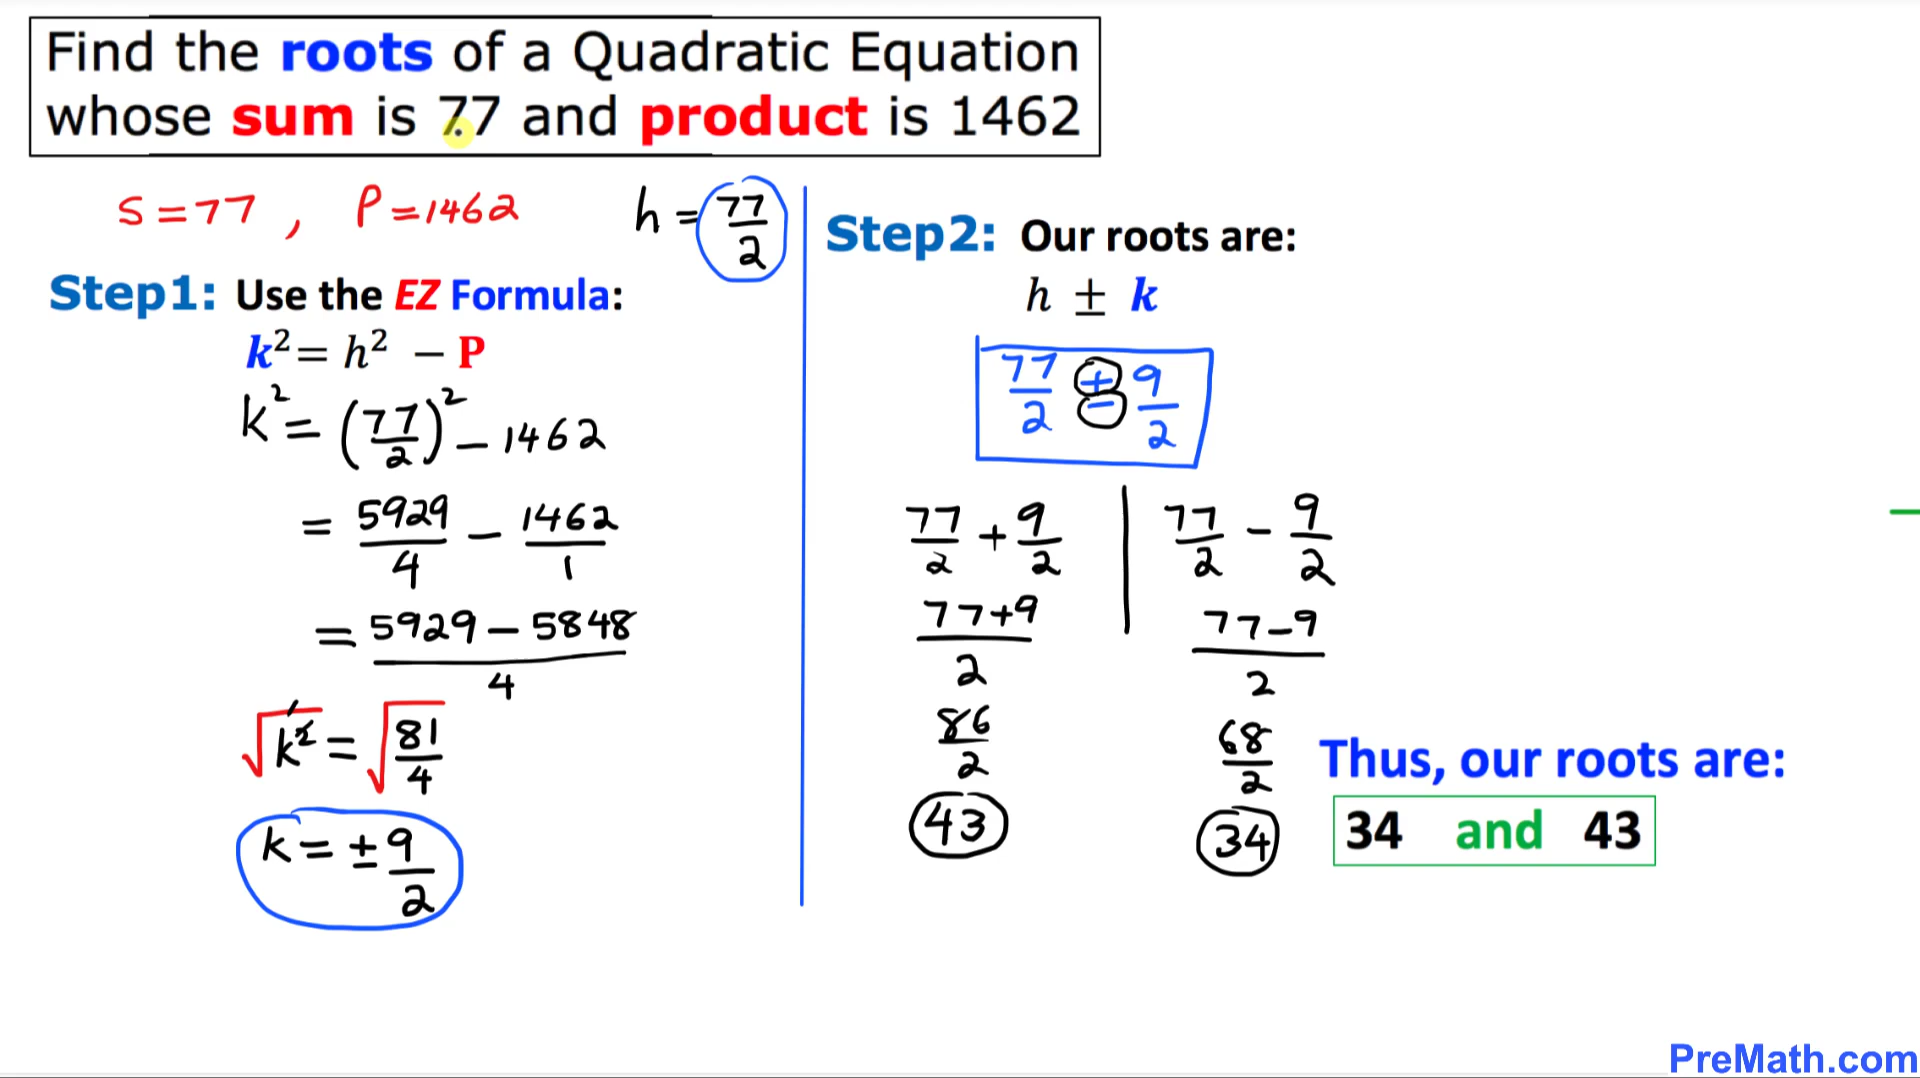 Find the roots of a Quadratic Equation
whose sum is 77 and product is 1462
S = 77 , P = 1462
h = 77/2
Step1: Use the EZ Formula:
k² = h² − P
k² = (77/2)² − 1462
= 5929/4 − 1462/1
= (5929 − 5848)/4
√k² = √(81/4)
k = ± 9/2
Step2: Our roots are:
h ± k
77/2 ± 9/2
77/2 + 9/2
(77+9)/2
86/2
43
77/2 − 9/2
(77−9)/2
68/2
34
Thus, our roots are:
34 and 43
PreMath.com